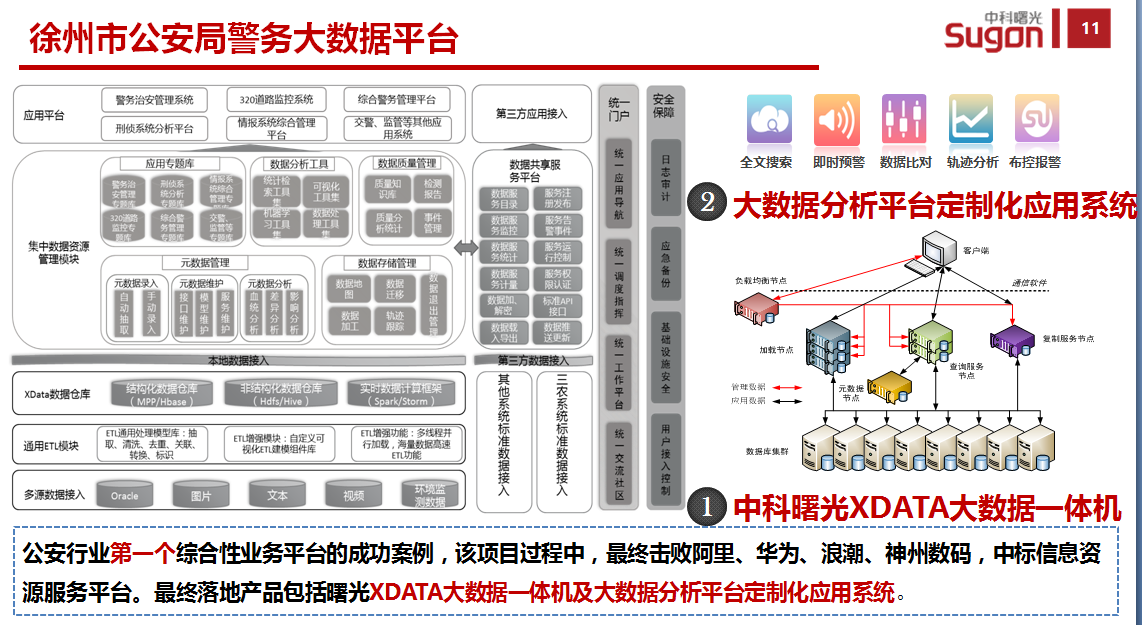 徐州市公安局警务大数据平台
中科曙光
Sugon
11
应用平台
警务治安管理系统
320道路监控系统
综合警务管理平台
刑侦系统分析平台
情报系统综合管理
平台
交警、监管等其他应
用系统
第三方应用接入
集中数据资源
管理模块
应用专题库
警务治
安管理
专题库
刑侦系
统分析
专题库
情报系
统综合
管理专
题库
320道路
监控专
题库
综合警
务管理
专题库
交警、
监管等
专题库
数据分析工具
统计检
索工具
集
可视化
工具集
机器学
习工具
集
数据处
理工具
集
数据质量管理
质量知
识库
检测
报告
质量分
析统计
事件
管理
元数据管理
元数据录入
自动抽取
手动录入
元数据维护
接口维护
模型维护
服务维护
元数据分析
血统分析
差异分析
影响分析
数据存储管理
数据地
图
数据
迁移
数据
加工
轨迹
跟踪
数据退出管理
数据共享服
务平台
数据服
务目录
服务注
册发布
数据服
务监控
服务告
警事件
数据服
务统计
服务运
行控制
数据服
务计量
服务权
限认证
数据加、
解密
标准API
接口
数据载
入导出
数据推
送更新
本地数据接入
第三方数据接入
XData数据仓库
结构化数据仓库
（MPP/Hbase）
非结构化数据仓库
（Hdfs/Hive）
实时数据计算框架
（Spark/Storm）
通用ETL模块
ETL通用处理模型库：抽
取、清洗、去重、关联、
转换、标识
ETL增强模块：自定义可
视化ETL建模组件库
ETL增强功能：多线程并
行加载，海量数据高速
ETL功能
多源数据接入
Oracle
图片
文本
视频
环境监
测数据
其他系统标准数据接入
三农系统标准数据接入
统一
门户
统一应用导航
统一调度指挥
统一工作平台
统一交流社区
安全
保障
日志审计
应急备份
基础设施安全
用户接入控制
全文搜索
即时预警
数据比对
轨迹分析
布控报警
2 大数据分析平台定制化应用系统
客户端
负载均衡节点
通信软件
加载节点
查询服务
节点
复制服务节点
管理数据
应用数据
元数据
节点
数据库集群
1 中科曙光XDATA大数据一体机
公安行业第一个综合性业务平台的成功案例，该项目过程中，最终击败阿里、华为、浪潮、神州数码，中标信息资
源服务平台。最终落地产品包括曙光XDATA大数据一体机及大数据分析平台定制化应用系统。